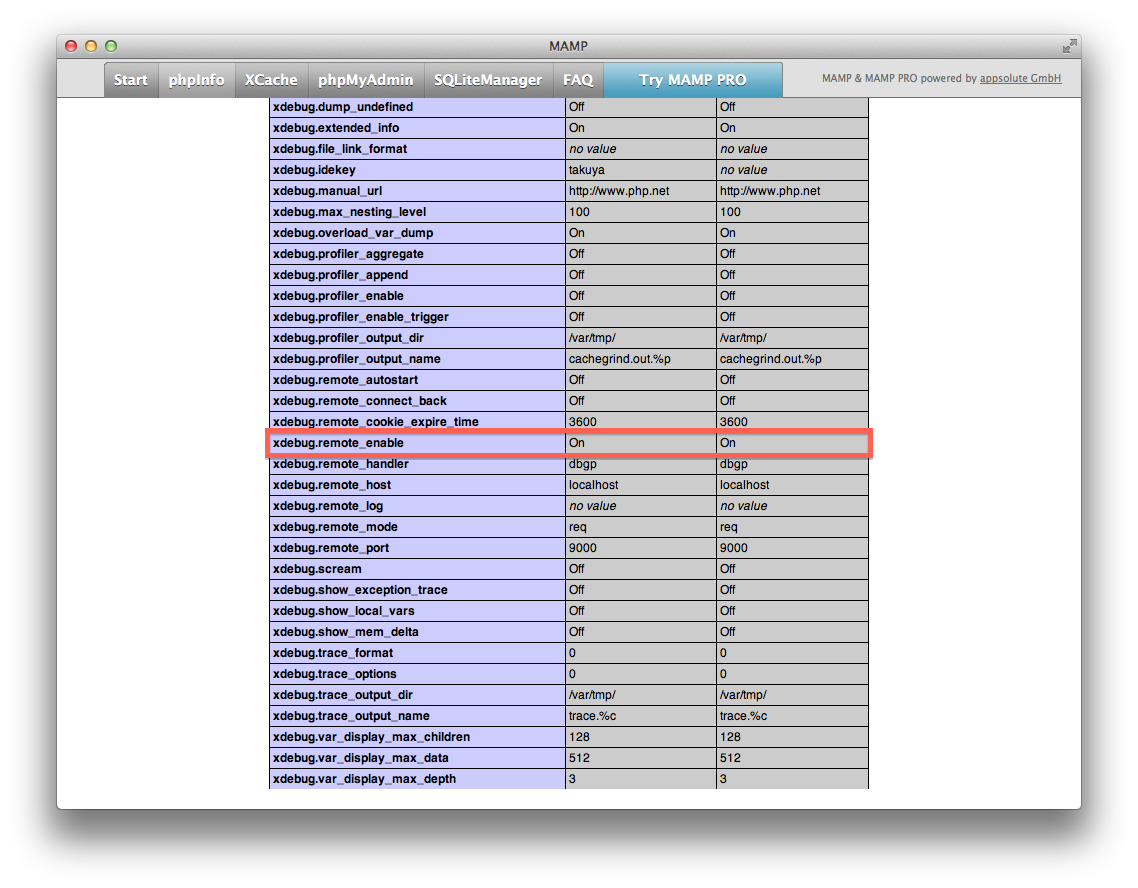 MAMP
Start phpInfo XCache phpMyAdmin SQLiteManager FAQ Try MAMP PRO MAMP & MAMP PRO powered by appsolute GmbH
xdebug.dump_undefined Off Off
xdebug.extended_info On On
xdebug.file_link_format no value no value
xdebug.idekey takuya no value
xdebug.manual_url http://www.php.net http://www.php.net
xdebug.max_nesting_level 100 100
xdebug.overload_var_dump On On
xdebug.profiler_aggregate Off Off
xdebug.profiler_append Off Off
xdebug.profiler_enable Off Off
xdebug.profiler_enable_trigger Off Off
xdebug.profiler_output_dir /var/tmp/ /var/tmp/
xdebug.profiler_output_name cachegrind.out.%p cachegrind.out.%p
xdebug.remote_autostart Off Off
xdebug.remote_connect_back Off Off
xdebug.remote_cookie_expire_time 3600 3600
xdebug.remote_enable On On
xdebug.remote_handler dbgp dbgp
xdebug.remote_host localhost localhost
xdebug.remote_log no value no value
xdebug.remote_mode req req
xdebug.remote_port 9000 9000
xdebug.scream Off Off
xdebug.show_exception_trace Off Off
xdebug.show_local_vars Off Off
xdebug.show_mem_delta Off Off
xdebug.trace_format 0 0
xdebug.trace_options 0 0
xdebug.trace_output_dir /var/tmp/ /var/tmp/
xdebug.trace_output_name trace.%c trace.%c
xdebug.var_display_max_children 128 128
xdebug.var_display_max_data 512 512
xdebug.var_display_max_depth 3 3